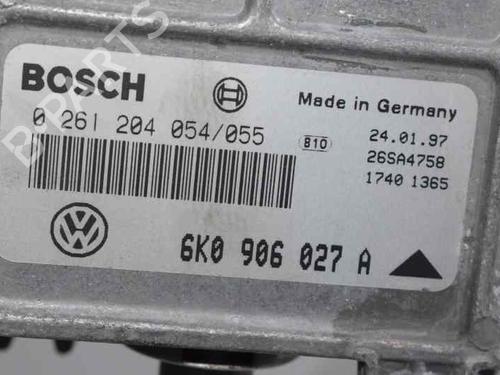 B-PARTS
BOSCH
Made in Germany
0 261 204 054/055
810
24.01.97
26SA4758
1740 1365
6K0 906 027 A